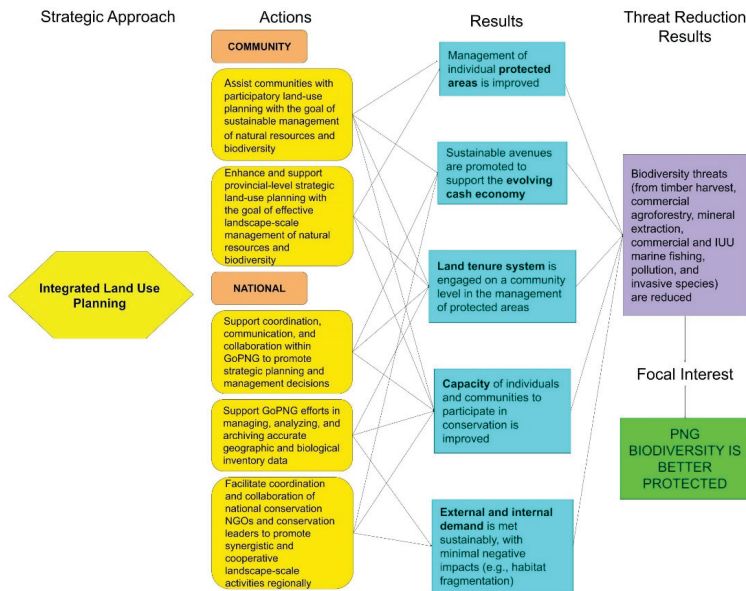 Strategic Approach
Actions
Results
Threat Reduction
Results
Integrated Land Use
Planning
COMMUNITY
Assist communities with
participatory land-use
planning with the goal of
sustainable management
of natural resources and
biodiversity
Enhance and support
provincial-level strategic
land-use planning with the
goal of effective
landscape-scale
management of natural
resources and
biodiversity
NATIONAL
Support coordination,
communication, and
collaboration within
GoPNG to promote
strategic planning and
management decisions
Support GoPNG efforts in
managing, analyzing, and
archiving accurate
geographic and biological
inventory data
Facilitate coordination and
collaboration of
national conservation
NGOs and conservation
leaders to promote
synergistic and
cooperative
landscape-scale
activities regionally
Management of
individual protected
areas is improved
Sustainable avenues
are promoted to
support the evolving
cash economy
Land tenure system is
engaged on a community
level in the management
of protected areas
Capacity of individuals
and communities to
participate in
conservation is
improved
External and internal
demand is met
sustainably, with
minimal negative
impacts (e.g., habitat
fragmentation)
Biodiversity threats
(from timber harvest,
commercial
agroforestry, mineral
extraction,
commercial and IUU
marine fishing,
pollution, and
invasive species)
are reduced
Focal Interest
PNG
BIODIVERSITY IS
BETTER
PROTECTED